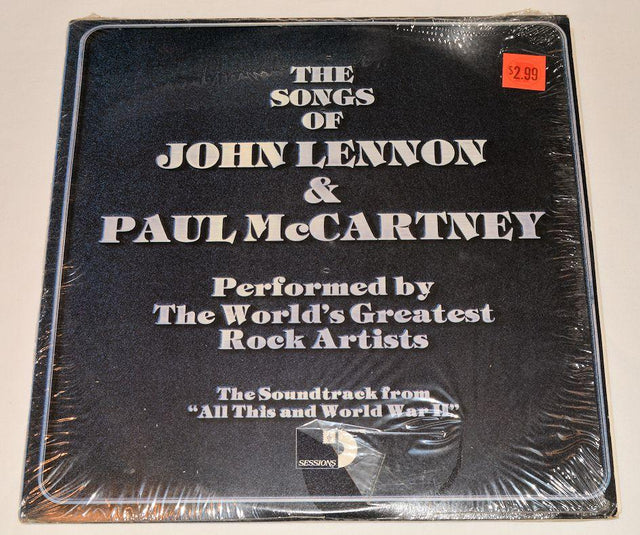 $2.99
THE
SONGS
OF
JOHN LENNON
&
PAUL McCARTNEY
Performed by
The World's Greatest
Rock Artists
The Soundtrack from
"All This and World War II"
SESSIONS